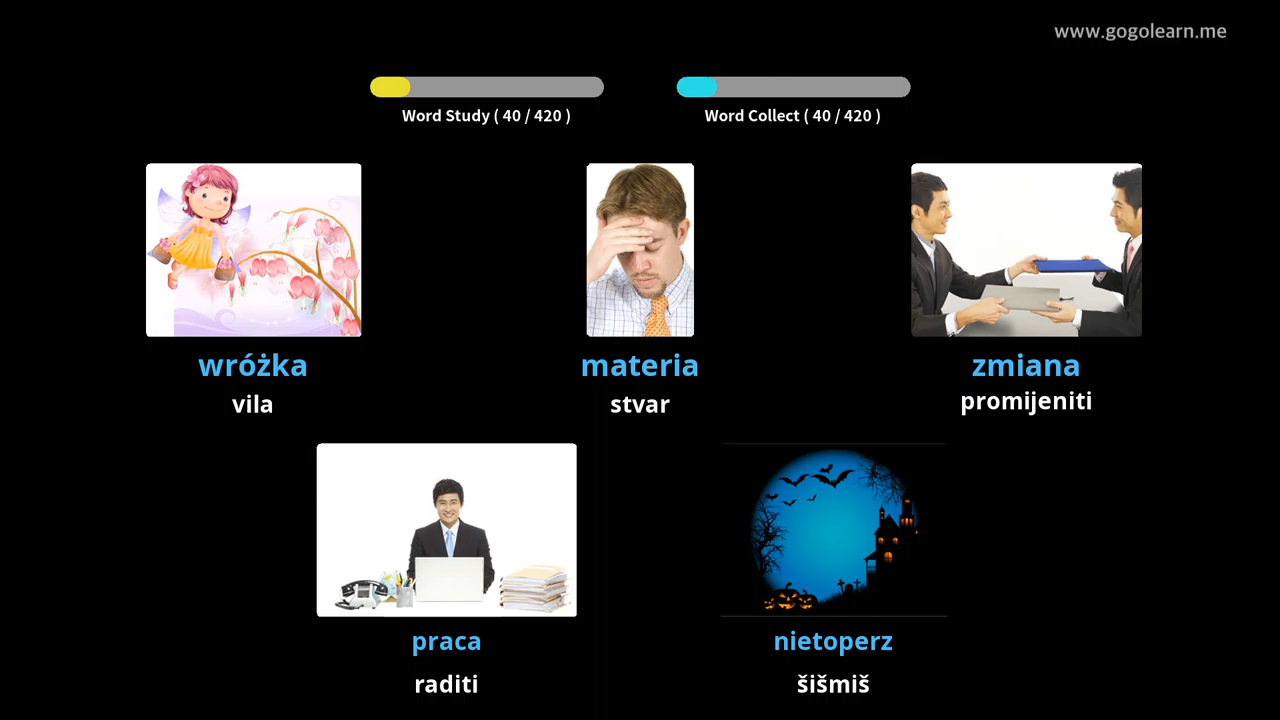 www.gogolearn.me
Word Study ( 40 / 420 )
Word Collect ( 40 / 420 )
wróżka
vila
materia
stvar
zmiana
promijeniti
praca
raditi
nietoperz
šišmiš